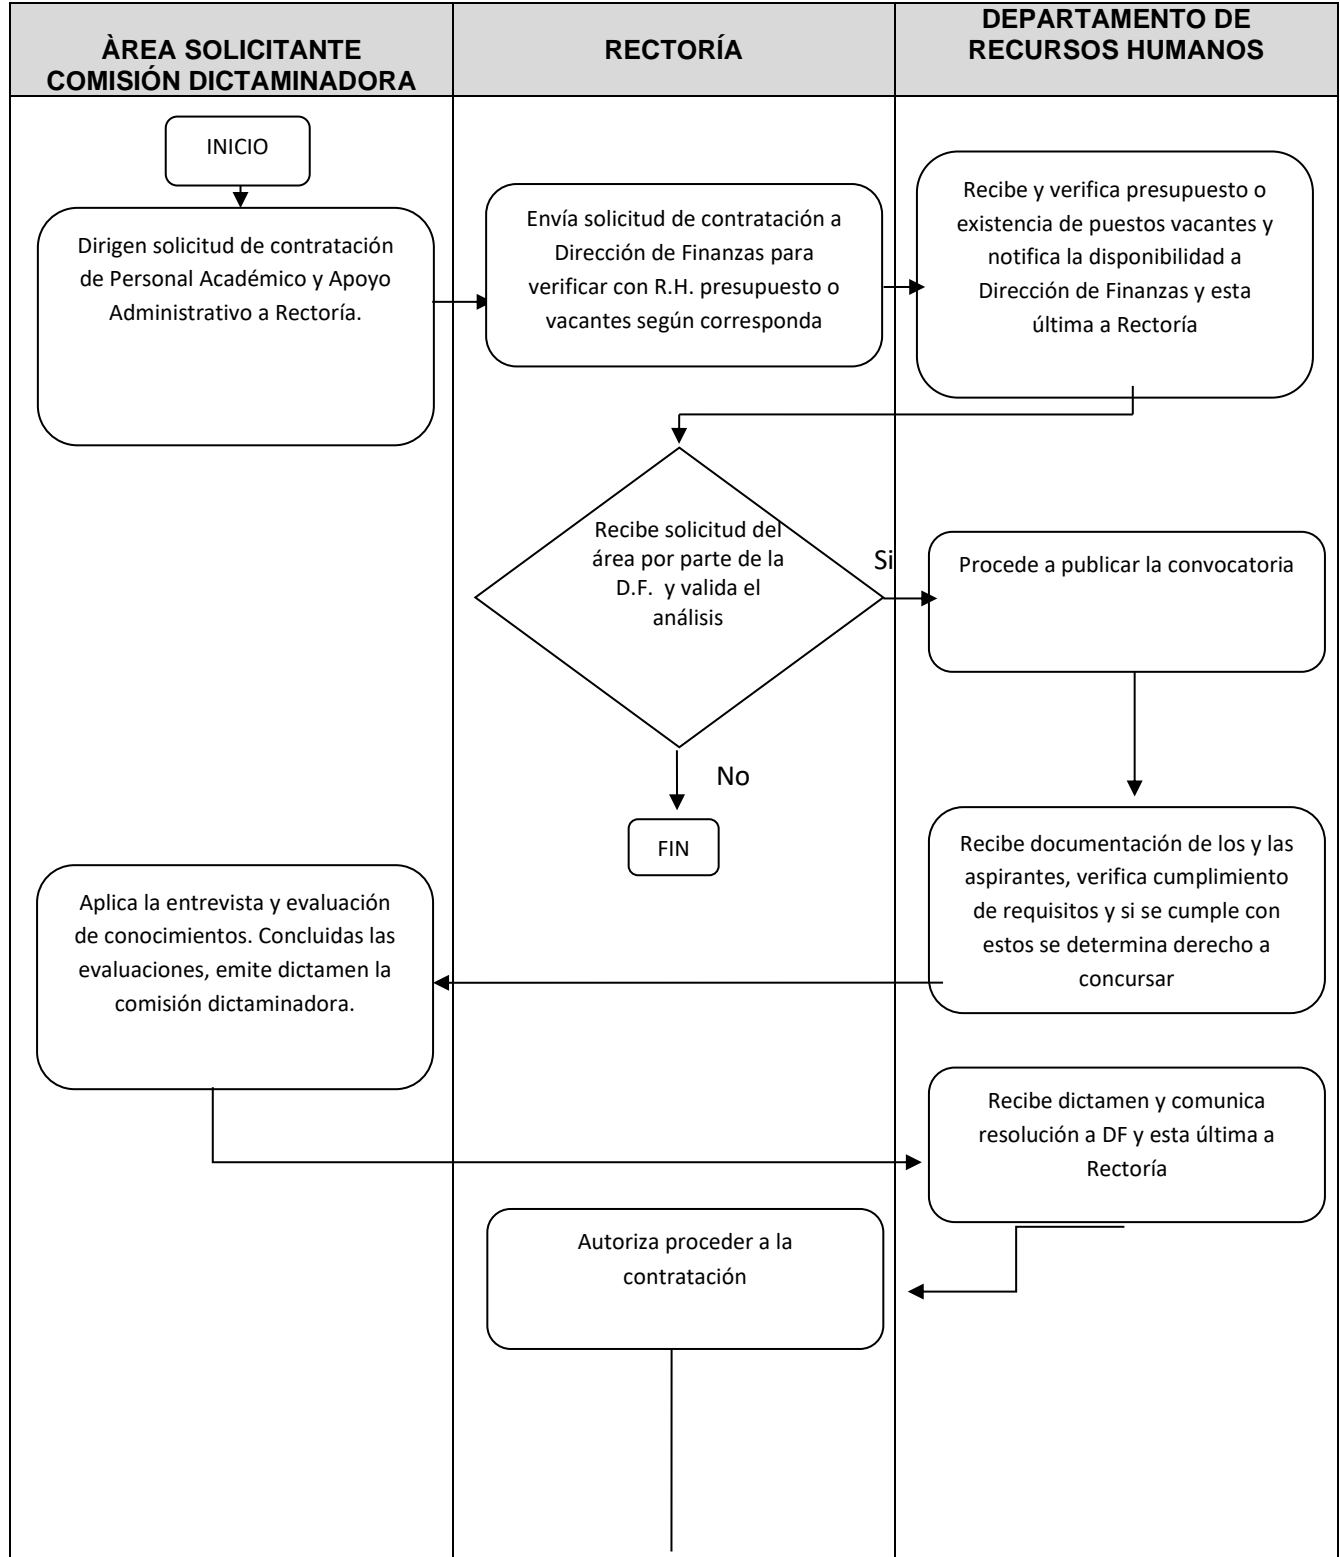 ÀREA SOLICITANTE
COMISIÓN DICTAMINADORA
RECTORÍA
DEPARTAMENTO DE
RECURSOS HUMANOS
INICIO
Dirigen solicitud de contratación
de Personal Académico y Apoyo
Administrativo a Rectoría.
Envía solicitud de contratación a
Dirección de Finanzas para
verificar con R.H. presupuesto o
vacantes según corresponda
Recibe y verifica presupuesto o
existencia de puestos vacantes y
notifica la disponibilidad a
Dirección de Finanzas y esta
última a Rectoría
Recibe solicitud del
área por parte de la
D.F. y valida el
análisis
Si
Procede a publicar la convocatoria
No
FIN
Recibe documentación de los y las
aspirantes, verifica cumplimiento
de requisitos y si se cumple con
estos se determina derecho a
concursar
Aplica la entrevista y evaluación
de conocimientos. Concluidas las
evaluaciones, emite dictamen la
comisión dictaminadora.
Recibe dictamen y comunica
resolución a DF y esta última a
Rectoría
Autoriza proceder a la
contratación